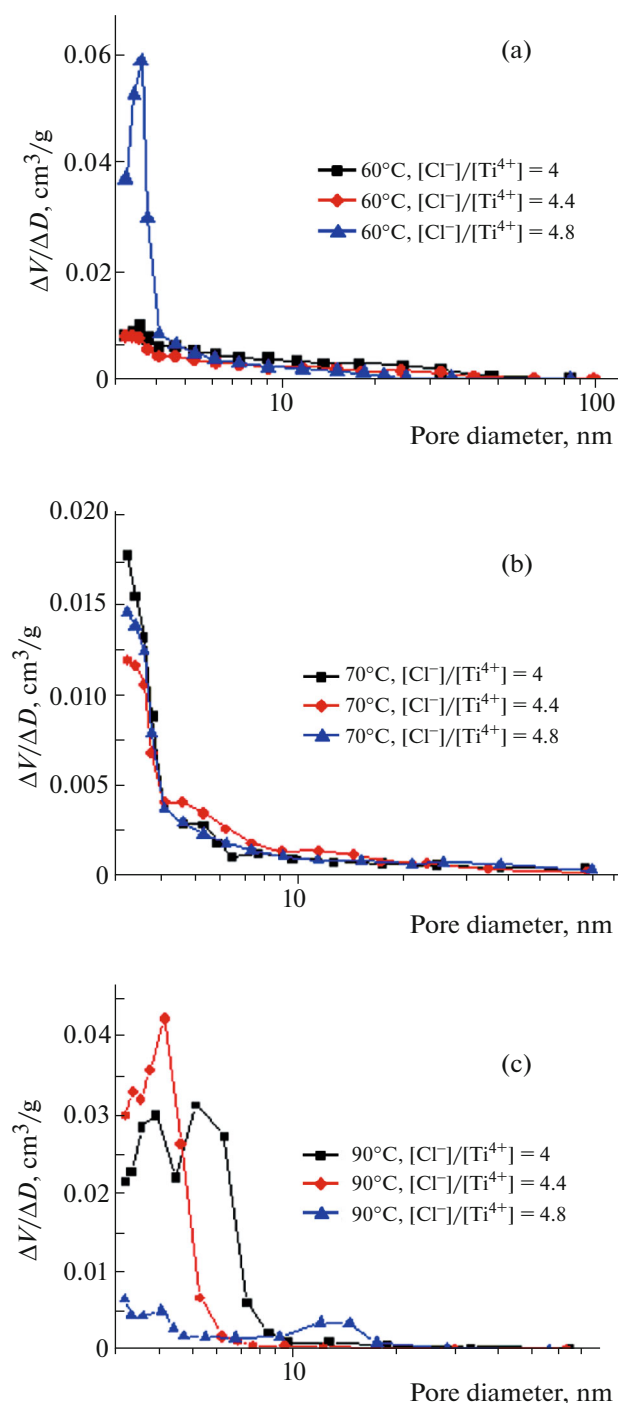 (a)
0.06
0.04
0.02
0
ΔV/ΔD, cm³/g
60°C, [Cl⁻]/[Ti⁴⁺] = 4
60°C, [Cl⁻]/[Ti⁴⁺] = 4.4
60°C, [Cl⁻]/[Ti⁴⁺] = 4.8
10
100
Pore diameter, nm
(b)
0.020
0.015
0.010
0.005
0
ΔV/ΔD, cm³/g
70°C, [Cl⁻]/[Ti⁴⁺] = 4
70°C, [Cl⁻]/[Ti⁴⁺] = 4.4
70°C, [Cl⁻]/[Ti⁴⁺] = 4.8
10
Pore diameter, nm
(c)
0.04
0.03
0.02
0.01
0
ΔV/ΔD, cm³/g
90°C, [Cl⁻]/[Ti⁴⁺] = 4
90°C, [Cl⁻]/[Ti⁴⁺] = 4.4
90°C, [Cl⁻]/[Ti⁴⁺] = 4.8
10
Pore diameter, nm